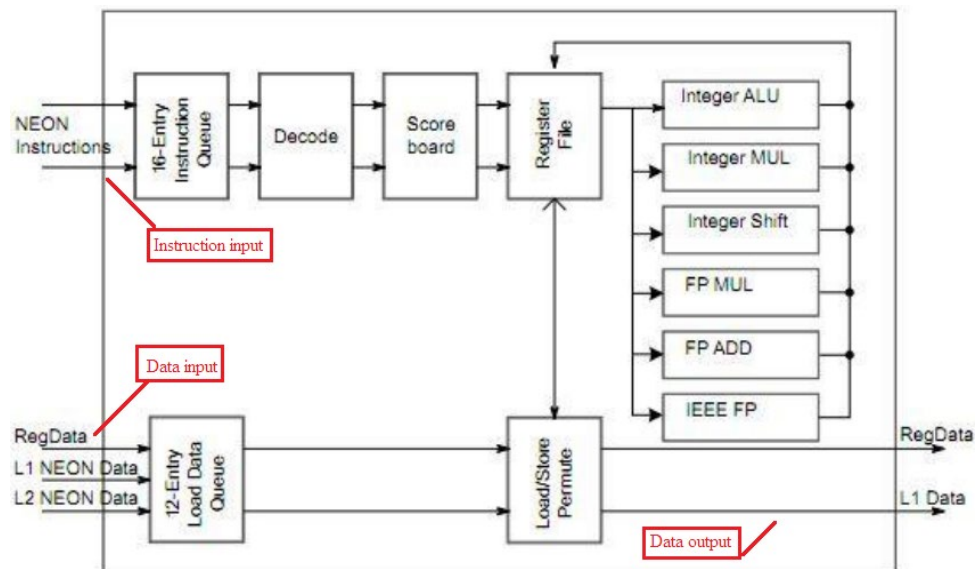 NEON
Instructions
16-Entry
Instruction
Queue
Decode
Score
board
Register
File
Integer ALU
Integer MUL
Integer Shift
FP MUL
FP ADD
IEEE FP
Instruction input
Data input
RegData
L1 NEON Data
L2 NEON Data
12-Entry
Load Data
Queue
Load/Store
Permute
RegData
L1 Data
Data output